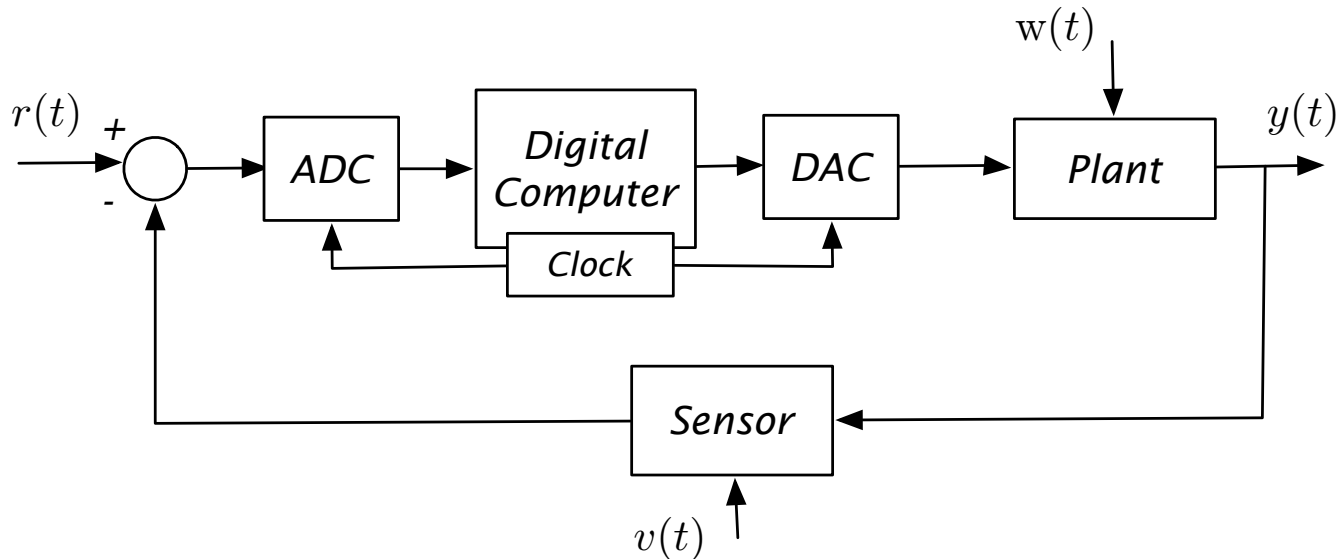 w(t)
r(t)
+
-
ADC
Digital
Computer
Clock
DAC
Plant
y(t)
Sensor
v(t)